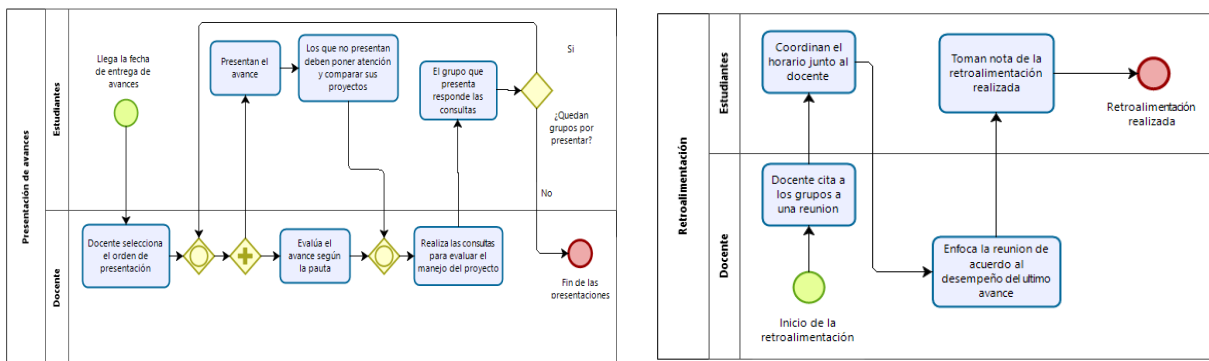 Presentación de avances
Estudiantes
Docente
Llega la fecha
de entrega de
avances
Presentan el
avance
Los que no presentan
deben poner atención
y comparar sus
proyectos
El grupo que
presenta
responde las
consultas
Si
¿Quedan
grupos por
presentar?
No
Docente selecciona
el orden de
presentación
Evalúa el
avance según
la pauta
Realiza las consultas
para evaluar el
manejo del proyecto
Fin de las
presentaciones
Retroalimentación
Estudiantes
Docente
Coordinan el
horario junto al
docente
Toman nota de la
retroalimentación
realizada
Retroalimentación
realizada
Docente cita a
los grupos a
una reunion
Enfoca la reunion de
acuerdo al
desempeño del ultimo
avance
Inicio de la
retroalimentación